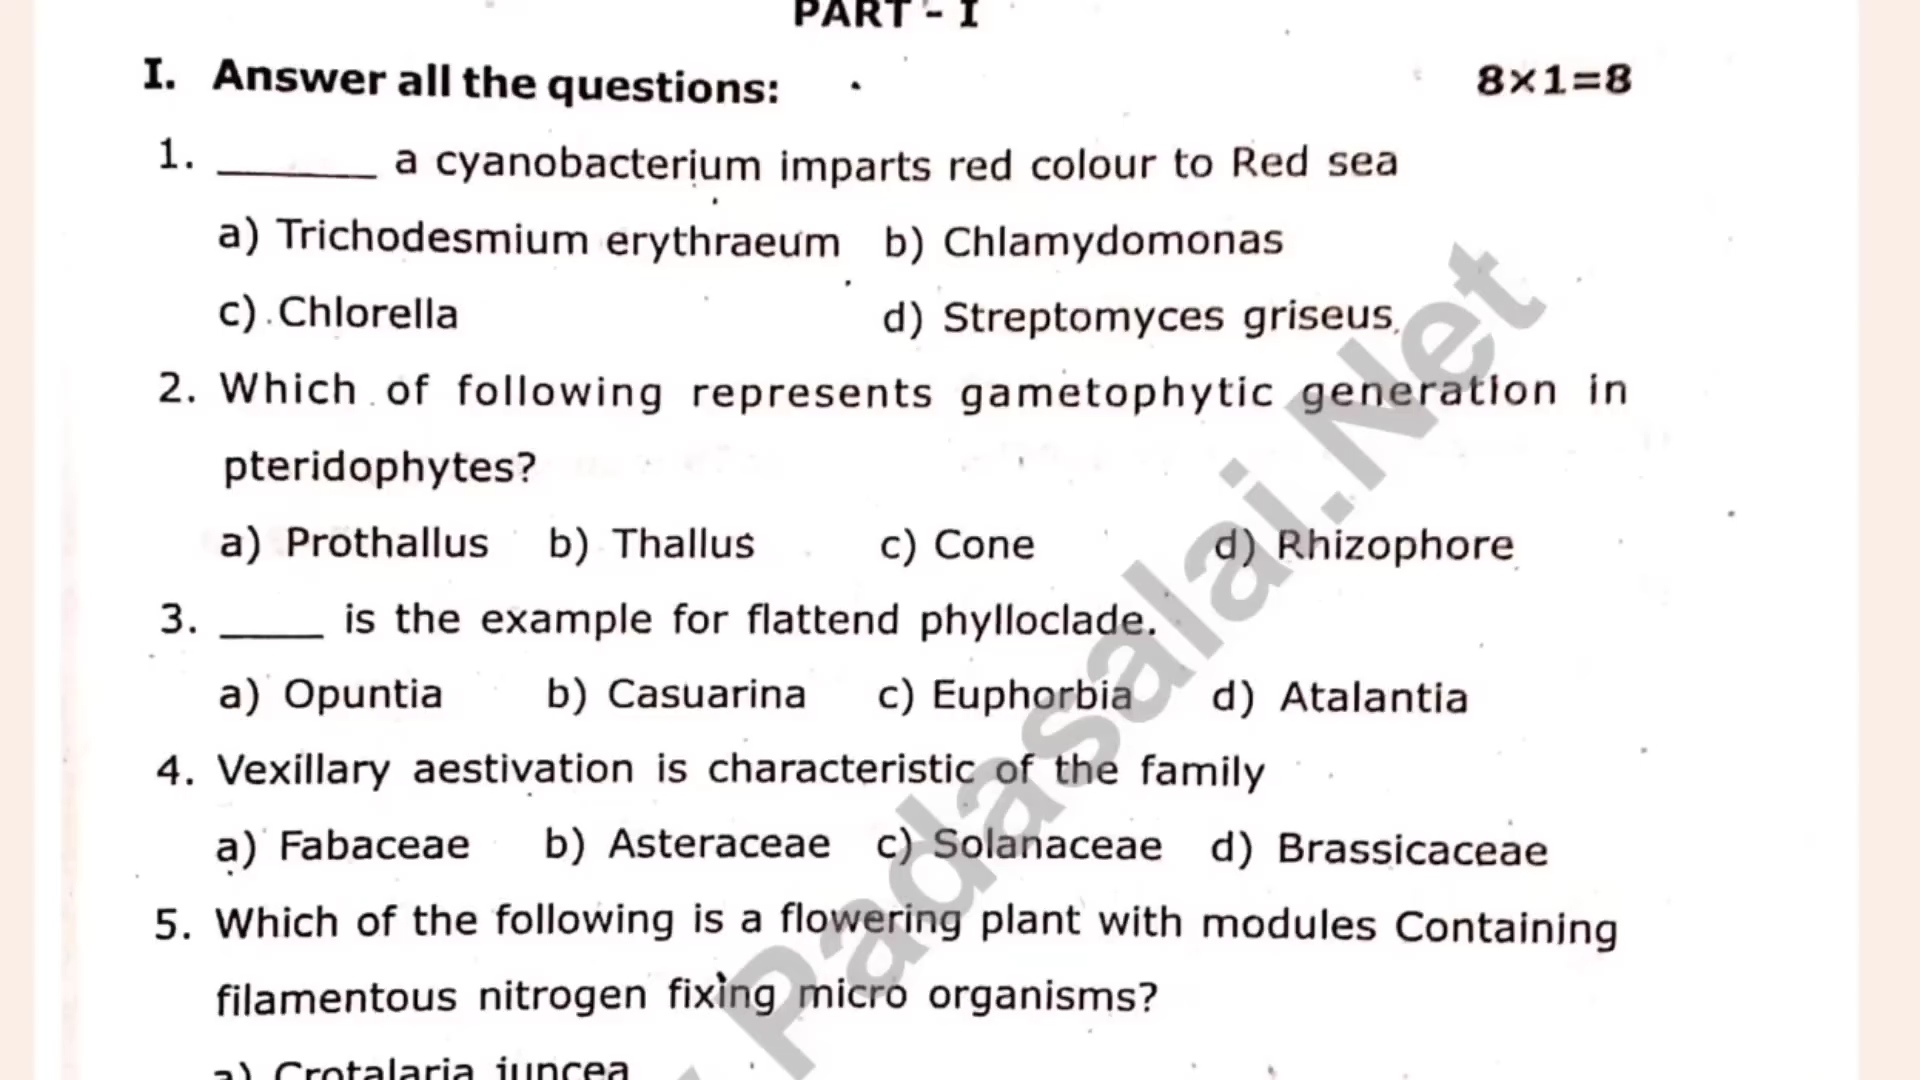 PART - I
I. Answer all the questions: 8×1=8
1. ______ a cyanobacterium imparts red colour to Red sea
a) Trichodesmium erythraeum b) Chlamydomonas
c) Chlorella d) Streptomyces griseus
2. Which of following represents gametophytic generation in
pteridophytes?
a) Prothallus b) Thallus c) Cone d) Rhizophore
3. ____ is the example for flattend phylloclade.
a) Opuntia b) Casuarina c) Euphorbia d) Atalantia
4. Vexillary aestivation is characteristic of the family
a) Fabaceae b) Asteraceae c) Solanaceae d) Brassicaceae
5. Which of the following is a flowering plant with modules Containing
filamentous nitrogen fixing micro organisms?
a) Crotalaria juncea
Padasalai.Net